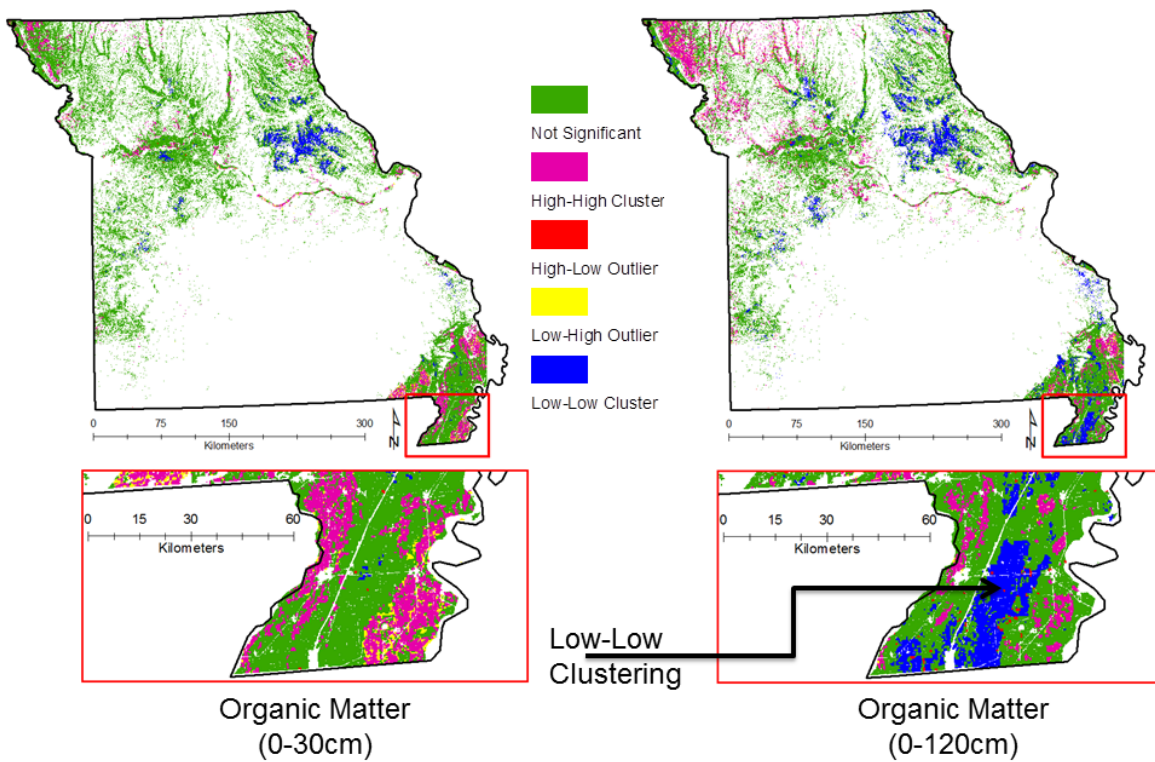 Not Significant
High-High Cluster
High-Low Outlier
Low-High Outlier
Low-Low Cluster
0 75 150 300
Kilometers
N
0 75 150 300
Kilometers
N
0 15 30 60
Kilometers
0 15 30 60
Kilometers
Low-Low
Clustering
Organic Matter
(0-30cm)
Organic Matter
(0-120cm)